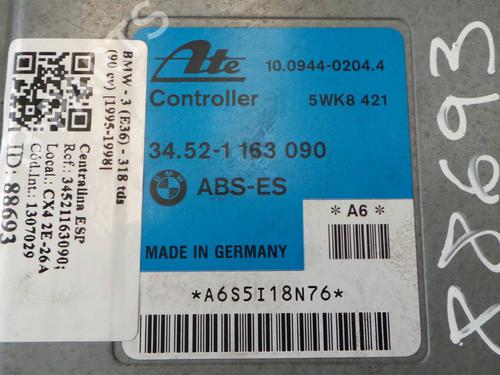 BMW - 3 (E36) - 318 tds
(90 cv) |1995-1998|
Centralina ESP
Ref.: 34521163090;
Local.: CX4 2E-26A
Cód.Int.: 1307029
ID: 88693
Ate
10.0944-0204.4
Controller
5WK8 421
34.52-1 163 090
BMW
ABS-ES
* A6 *
MADE IN GERMANY
*A6S5I18N76*
88693